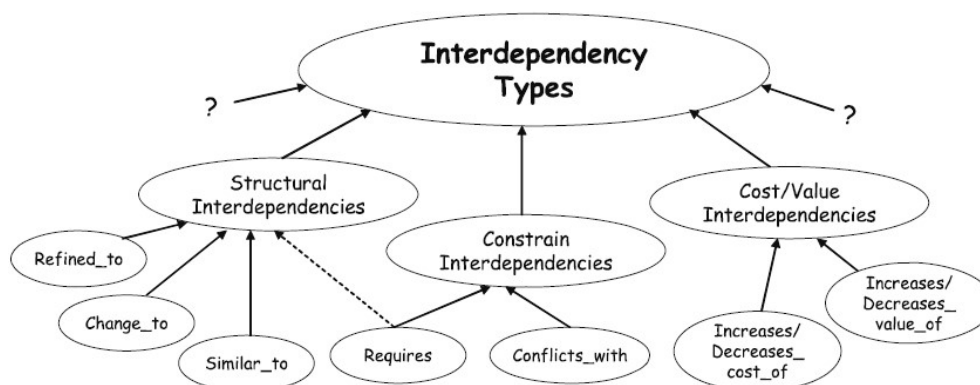 Interdependency
Types
?
?
Structural
Interdependencies
Cost/Value
Interdependencies
Constrain
Interdependencies
Refined_to
Change_to
Similar_to
Requires
Conflicts_with
Increases/
Decreases_
cost_of
Increases/
Decreases_
value_of